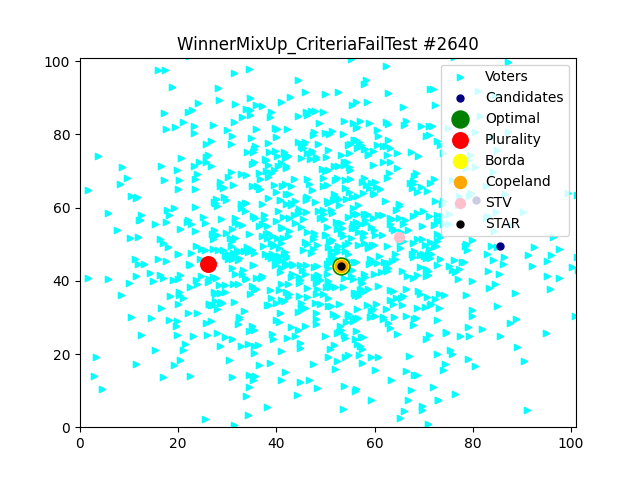 WinnerMixUp_CriteriaFailTest #2640
100
80
60
40
20
0
0 20 40 60 80 100
Voters
Candidates
Optimal
Plurality
Borda
Copeland
STV
STAR